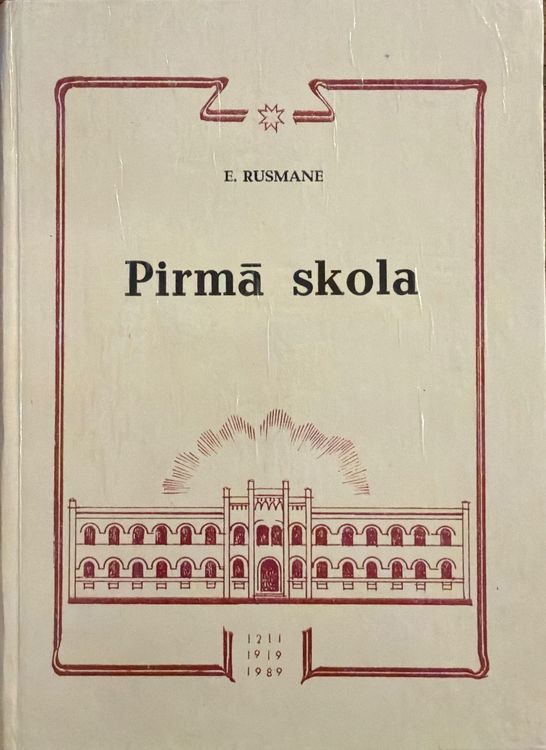 E. RUSMANE
Pirmā skola
1211
1919
1989